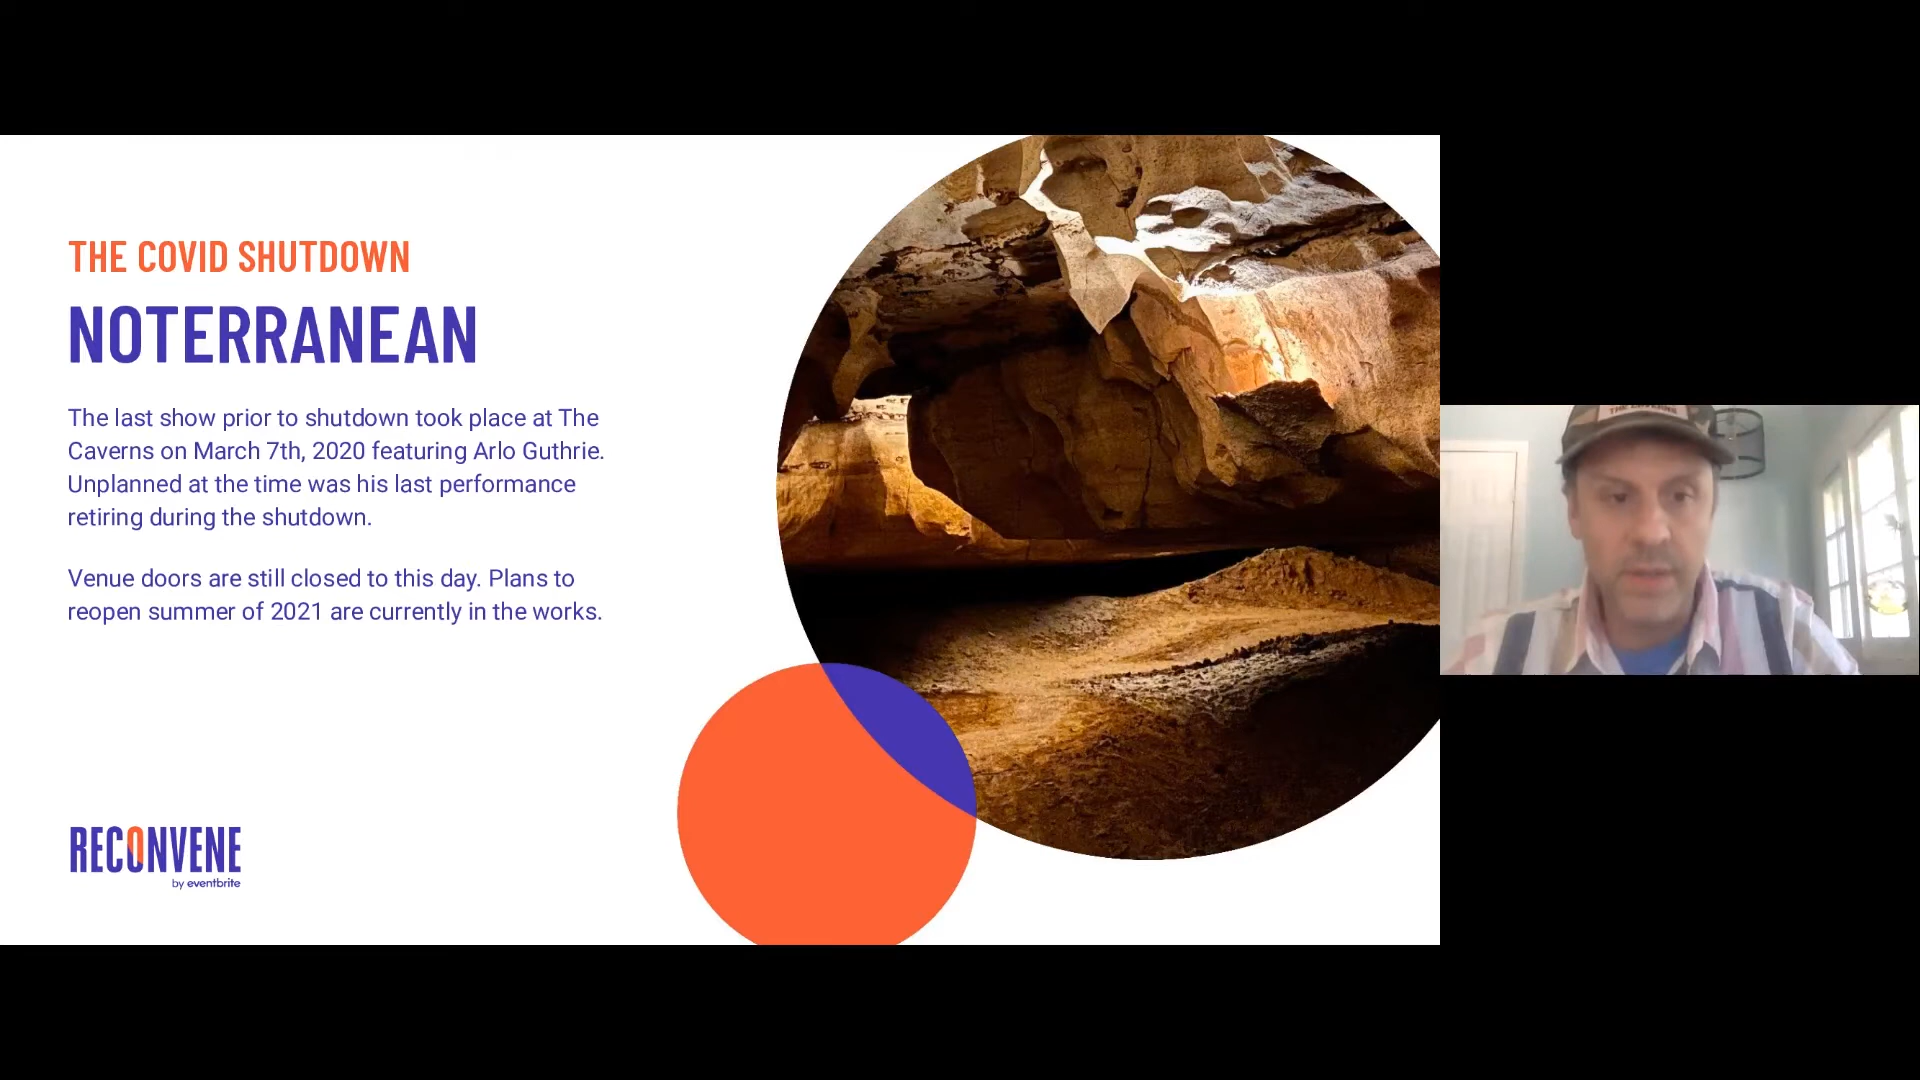 THE COVID SHUTDOWN
NOTERRANEAN
The last show prior to shutdown took place at The
Caverns on March 7th, 2020 featuring Arlo Guthrie.
Unplanned at the time was his last performance
retiring during the shutdown.
Venue doors are still closed to this day. Plans to
reopen summer of 2021 are currently in the works.
RECONVENE
by eventbrite
THE CAVERNS